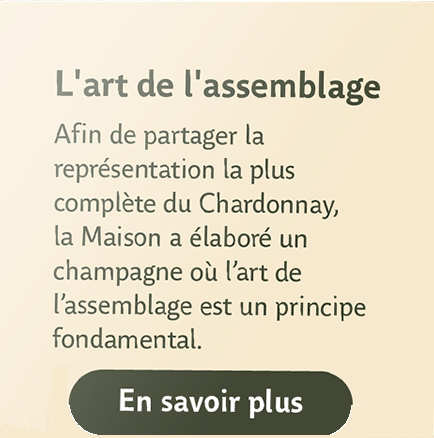 L'art de l'assemblage
Afin de partager la
représentation la plus
complète du Chardonnay,
la Maison a élaboré un
champagne où l’art de
l’assemblage est un principe
fondamental.
En savoir plus